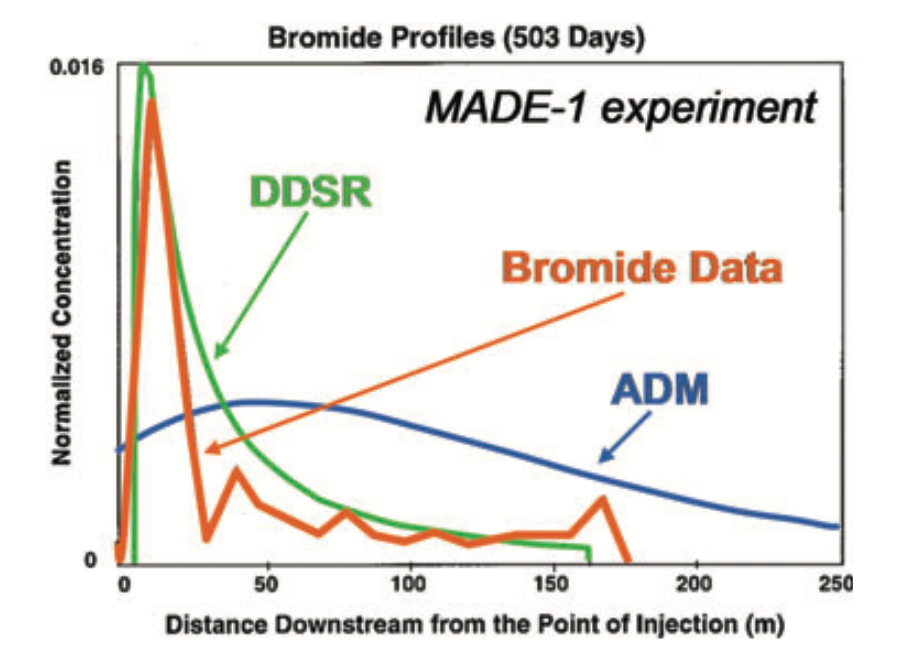 Bromide Profiles (503 Days)
0.016
MADE-1 experiment
DDSR
Bromide Data
ADM
Normalized Concentration
0
0 50 100 150 200 250
Distance Downstream from the Point of Injection (m)